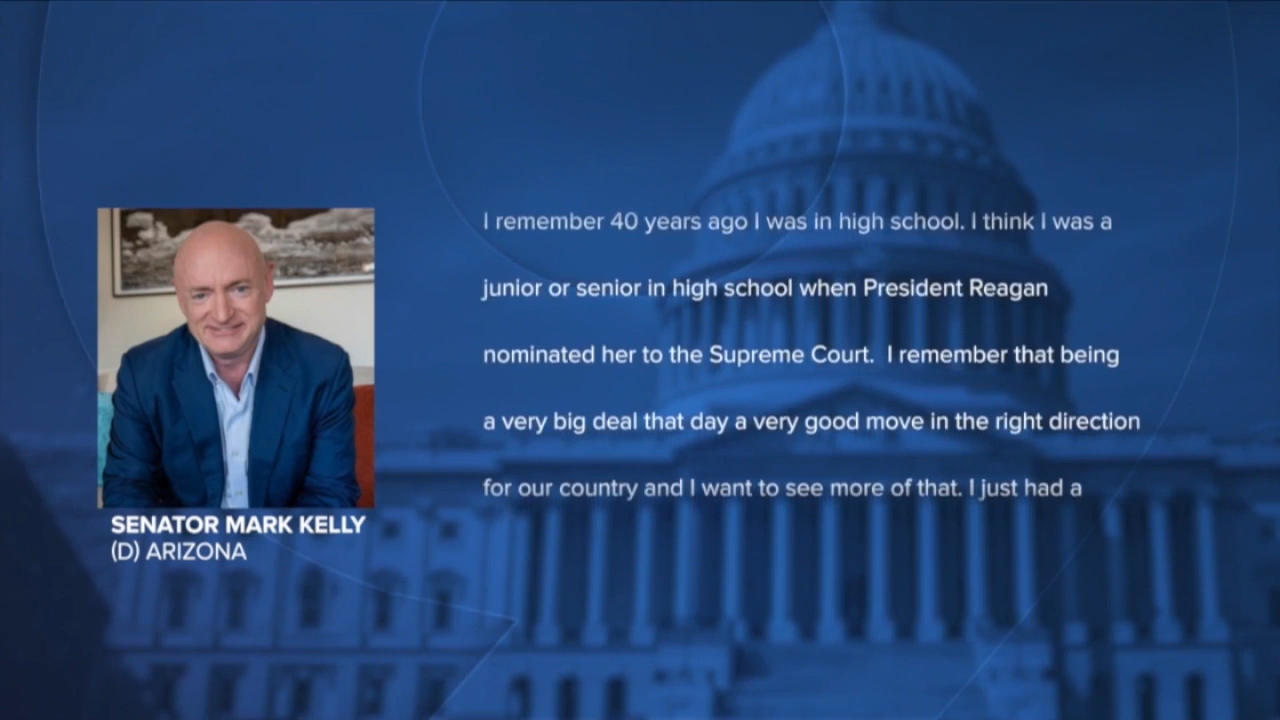 I remember 40 years ago I was in high school. I think I was a
junior or senior in high school when President Reagan
nominated her to the Supreme Court. I remember that being
a very big deal that day a very good move in the right direction
for our country and I want to see more of that. I just had a
SENATOR MARK KELLY
(D) ARIZONA